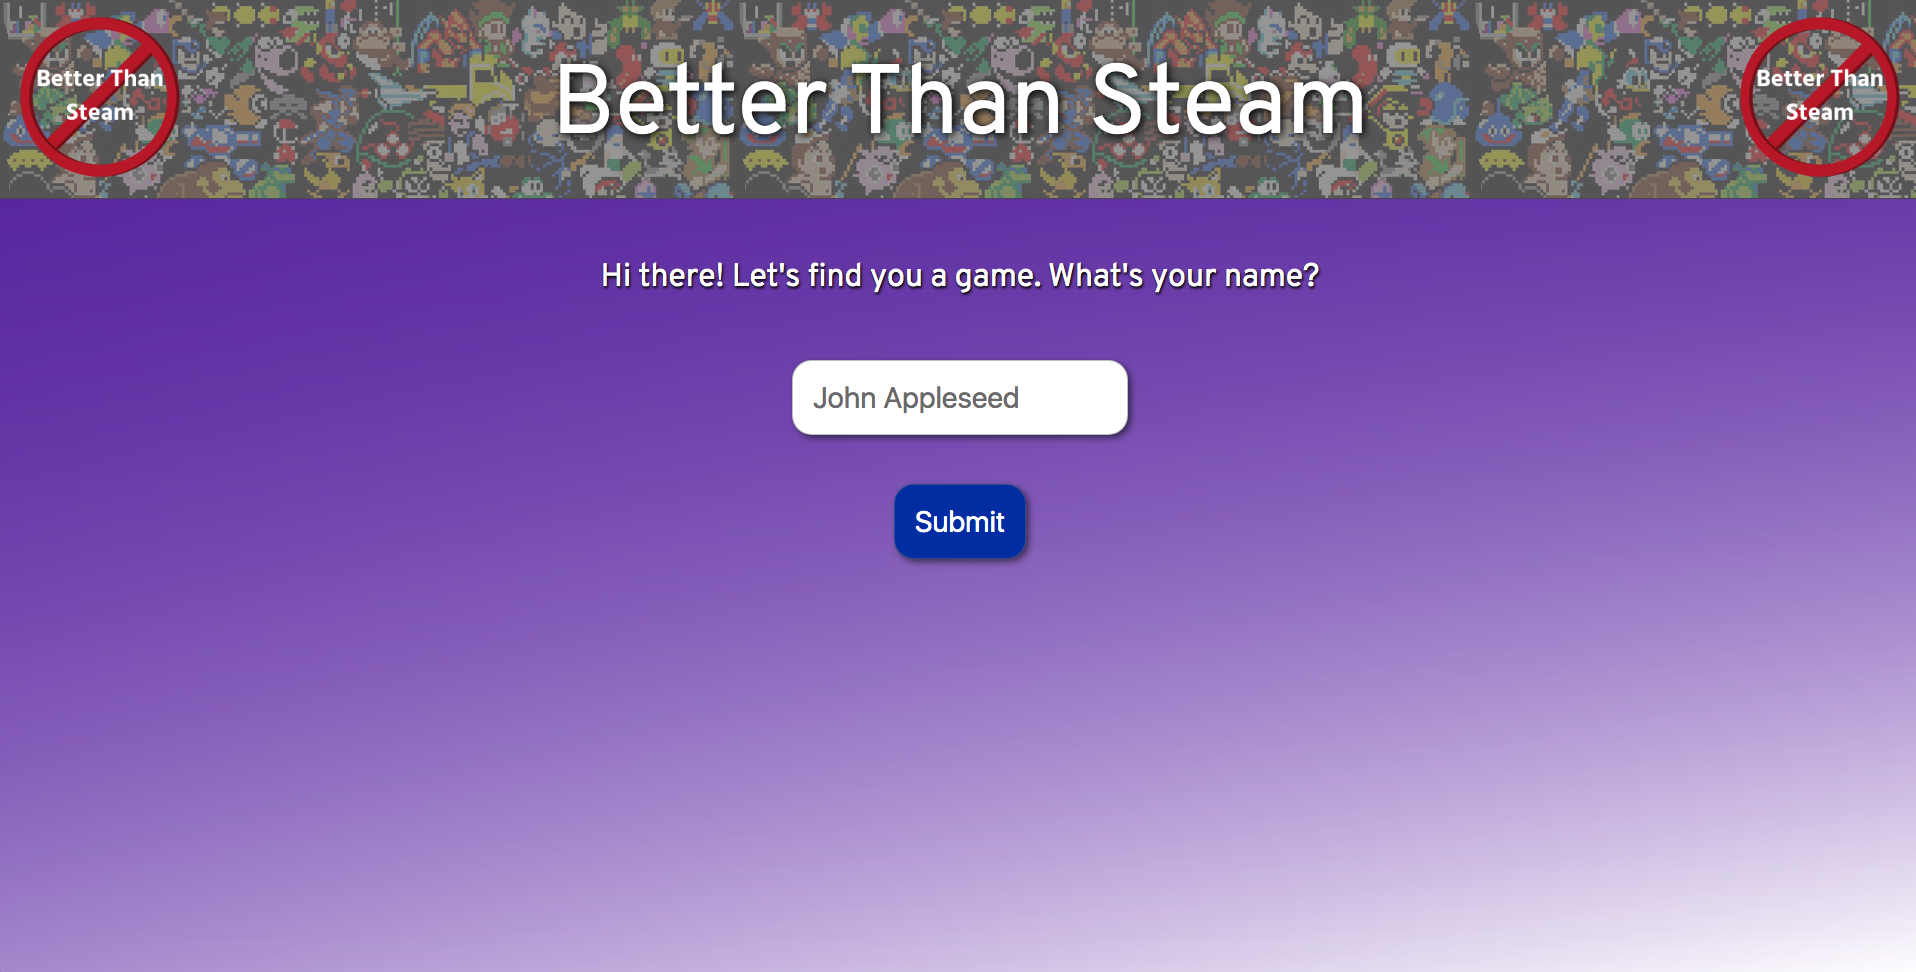 Better Than
Steam
Better Than Steam
Better Than
Steam
Hi there! Let's find you a game. What's your name?
John Appleseed
Submit